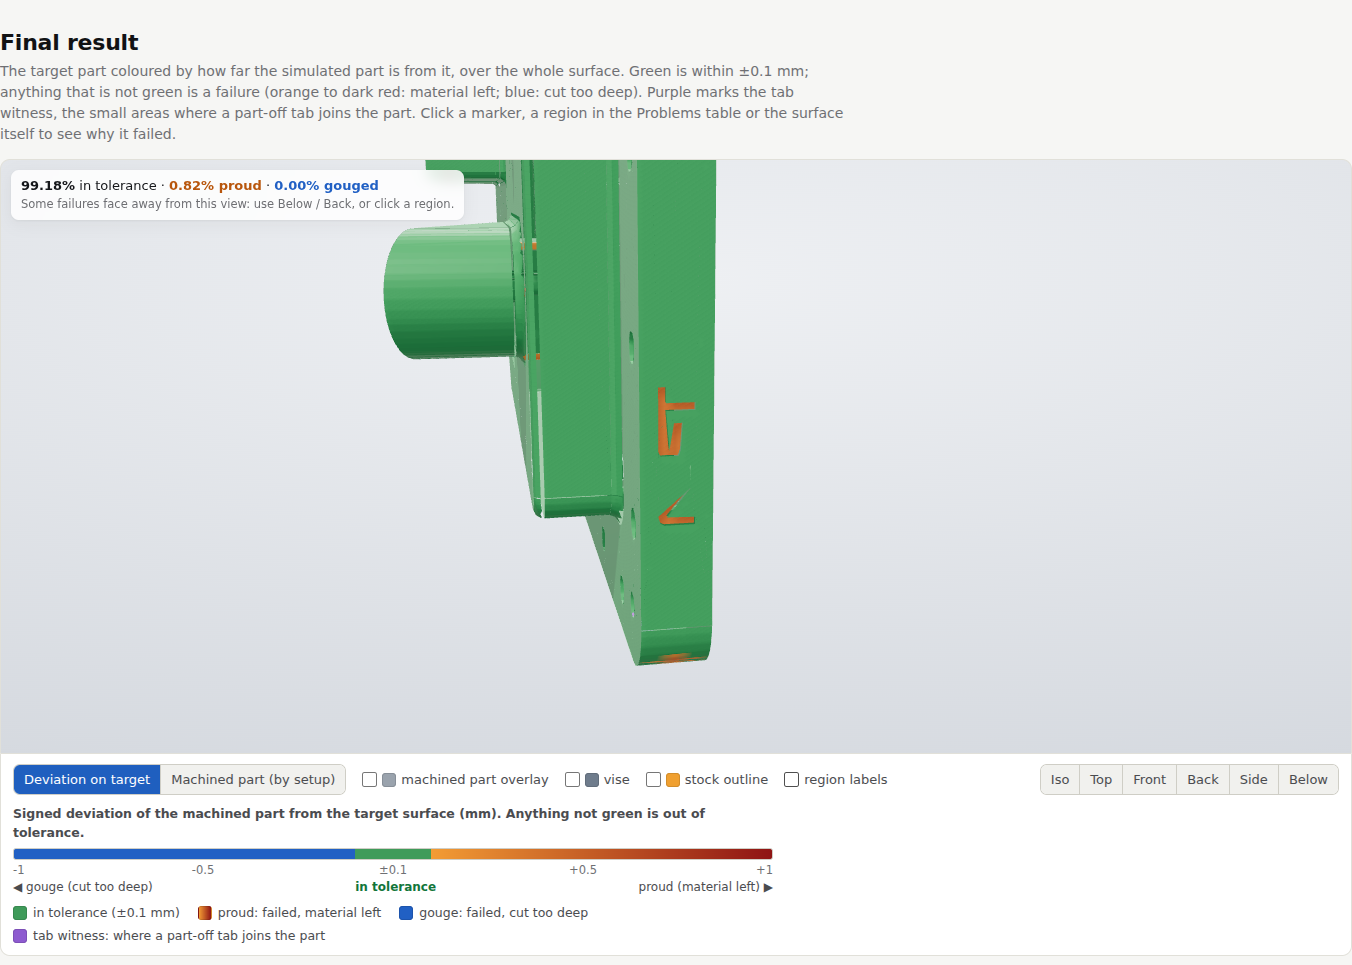 Final result
The target part coloured by how far the simulated part is from it, over the whole surface. Green is within ±0.1 mm;
anything that is not green is a failure (orange to dark red: material left; blue: cut too deep). Purple marks the tab
witness, the small areas where a part-off tab joins the part. Click a marker, a region in the Problems table or the surface
itself to see why it failed.
99.18% in tolerance · 0.82% proud · 0.00% gouged
Some failures face away from this view: use Below / Back, or click a region.
Deviation on target
Machined part (by setup)
machined part overlay
vise
stock outline
region labels
Iso
Top
Front
Back
Side
Below
Signed deviation of the machined part from the target surface (mm). Anything not green is out of
tolerance.
-1
-0.5
±0.1
+0.5
+1
◀ gouge (cut too deep)
in tolerance
proud (material left) ▶
in tolerance (±0.1 mm)
proud: failed, material left
gouge: failed, cut too deep
tab witness: where a part-off tab joins the part